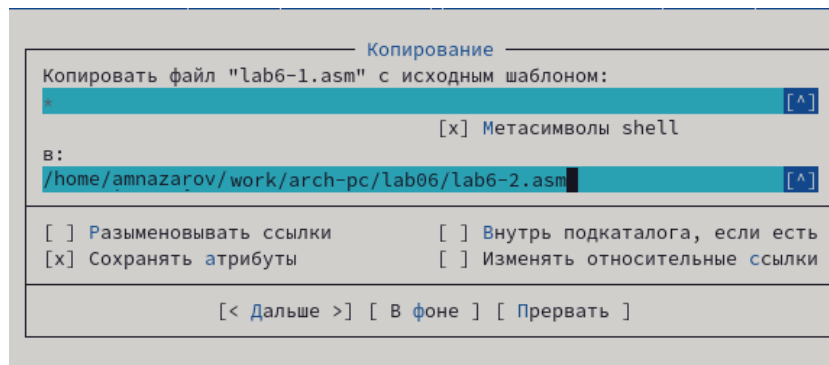 Копирование
Копировать файл "lab6-1.asm" с исходным шаблоном:
* [^]
[x] Метасимволы shell
в:
/home/amnazarov/work/arch-pc/lab06/lab6-2.asm [^]
[ ] Разыменовывать ссылки [ ] Внутрь подкаталога, если есть
[x] Сохранять атрибуты [ ] Изменять относительные ссылки
[< Дальше >] [ В фоне ] [ Прервать ]